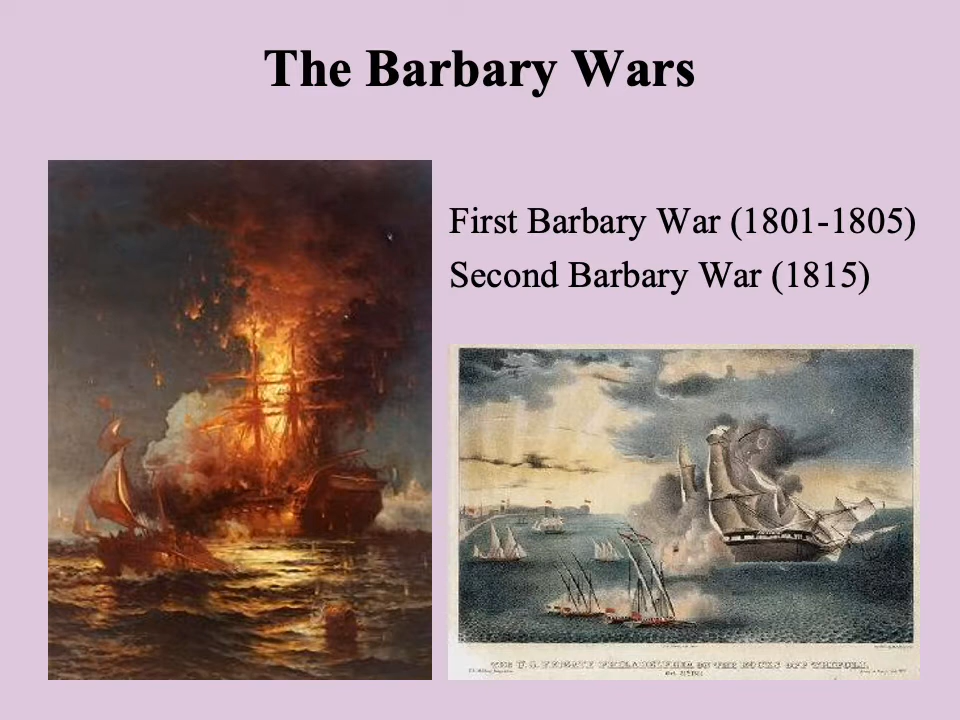 The Barbary Wars
First Barbary War (1801-1805)
Second Barbary War (1815)
THE U.S. FRIGATE PHILADELPHIA ON THE ROCKS OFF TRIPOLI.